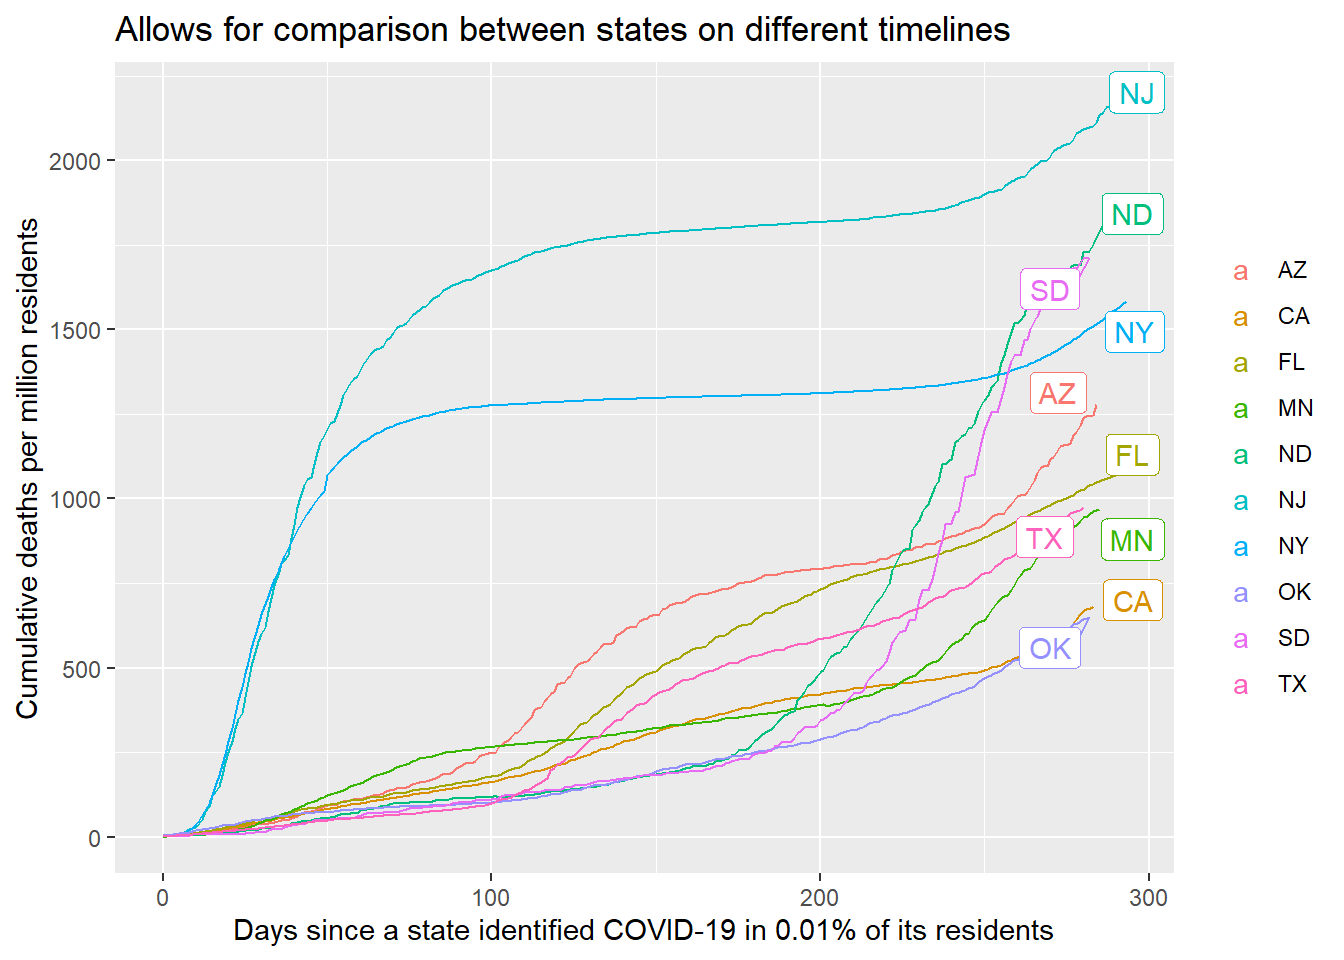 Allows for comparison between states on different timelines
Cumulative deaths per million residents
2000
1500
1000
500
0
NJ
ND
SD
NY
AZ
FL
TX
MN
CA
OK
0 100 200 300
Days since a state identified COVID-19 in 0.01% of its residents
a AZ
a CA
a FL
a MN
a ND
a NJ
a NY
a OK
a SD
a TX